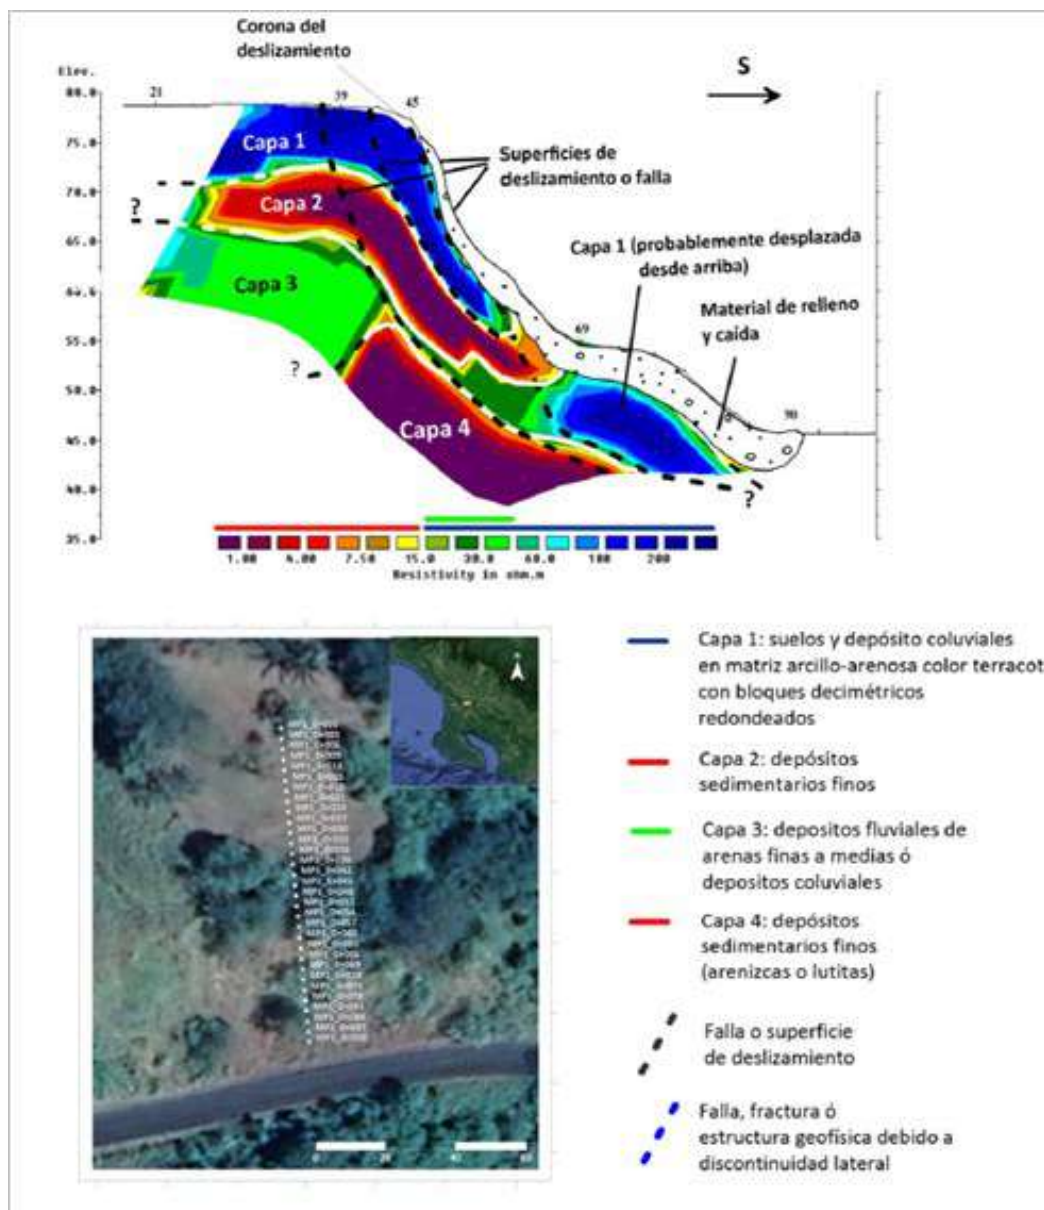 Corona del
deslizamiento
Elev.
S
80.0
21
39
45
75.0
Capa 1
Superficies de
deslizamiento o falla
70.0
Capa 2
?
65.0
Capa 1 (probablemente desplazada
desde arriba)
Capa 3
60.0
Material de relleno
y caida
69
55.0
?
50.0
90
Capa 4
45.0
40.0
?
35.0
1.00 4.00 7.50 15.0 30.0 60.0 100 200
Resistivity in ohm.m
0 20 40 60
Capa 1: suelos y depósito coluviales
en matriz arcillo-arenosa color terracot
con bloques decimétricos
redondeados
Capa 2: depósitos
sedimentarios finos
Capa 3: depositos fluviales de
arenas finas a medias ó
depositos coluviales
Capa 4: depósitos
sedimentarios finos
(arenizcas o lutitas)
Falla o superficie
de deslizamiento
Falla, fractura ó
estructura geofísica debido a
discontinuidad lateral